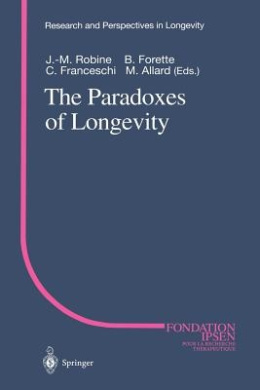 Research and Perspectives in Longevity
J.-M. Robine B. Forette
C. Franceschi M. Allard (Eds.)
The Paradoxes
of Longevity
FONDATION
IPSEN
POUR LA RECHERCHE
THERAPEUTIQUE
Springer